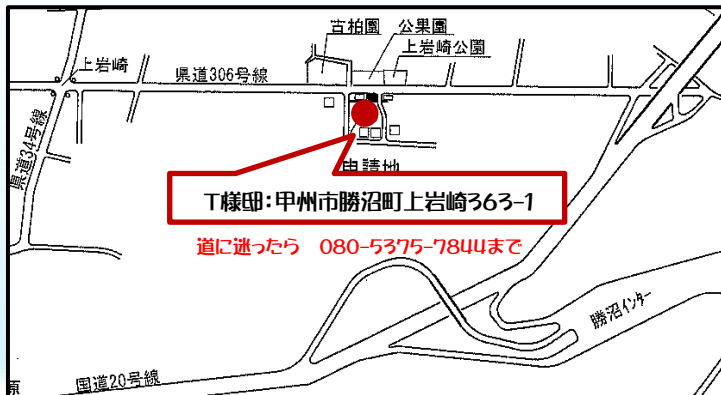 古柏園 公果園
上岩崎公園
上岩崎
県道306号線
県道34号線
申請地
T様邸:甲州市勝沼町上岩崎363-1
道に迷ったら 080-5375-7844まで
勝沼インター
国道20号線
原